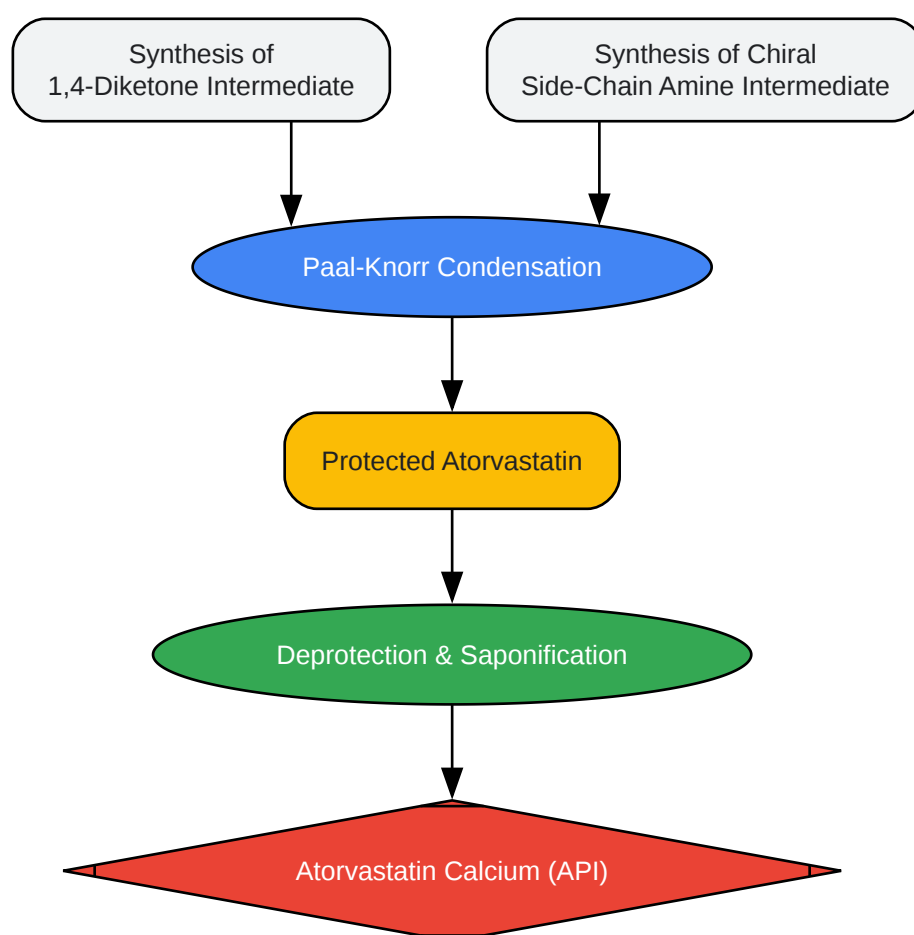 Synthesis of
1,4-Diketone Intermediate
Synthesis of Chiral
Side-Chain Amine Intermediate
Paal-Knorr Condensation
Protected Atorvastatin
Deprotection & Saponification
Atorvastatin Calcium (API)